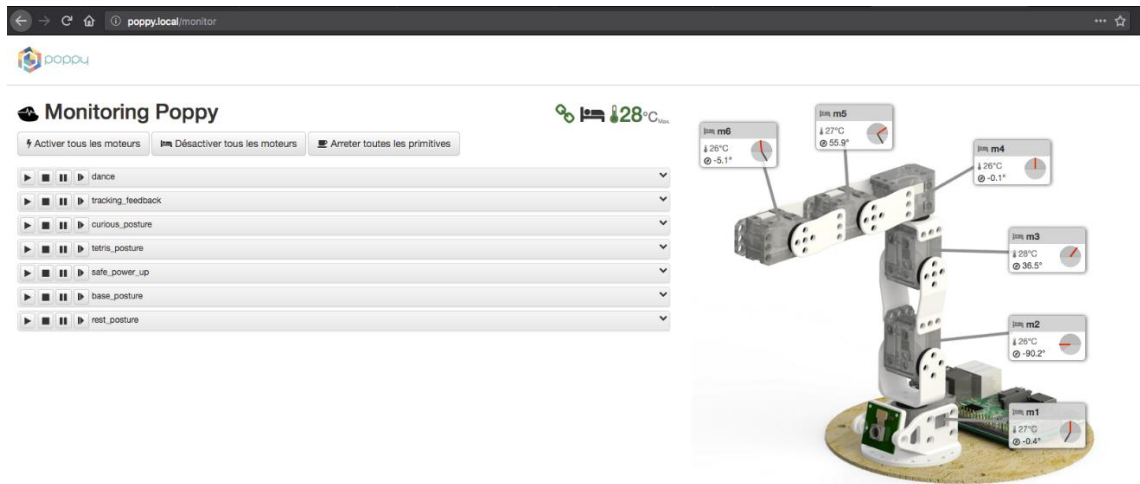 poppy.local/monitor
poppy
Monitoring Poppy
28°C Max.
Activer tous les moteurs
Désactiver tous les moteurs
Arreter toutes les primitives
dance
tracking_feedback
curious_posture
tetris_posture
safe_power_up
base_posture
rest_posture
m6
26°C
-5.1°
m5
27°C
55.9°
m4
26°C
-0.1°
m3
28°C
36.5°
m2
26°C
-90.2°
m1
27°C
-0.4°